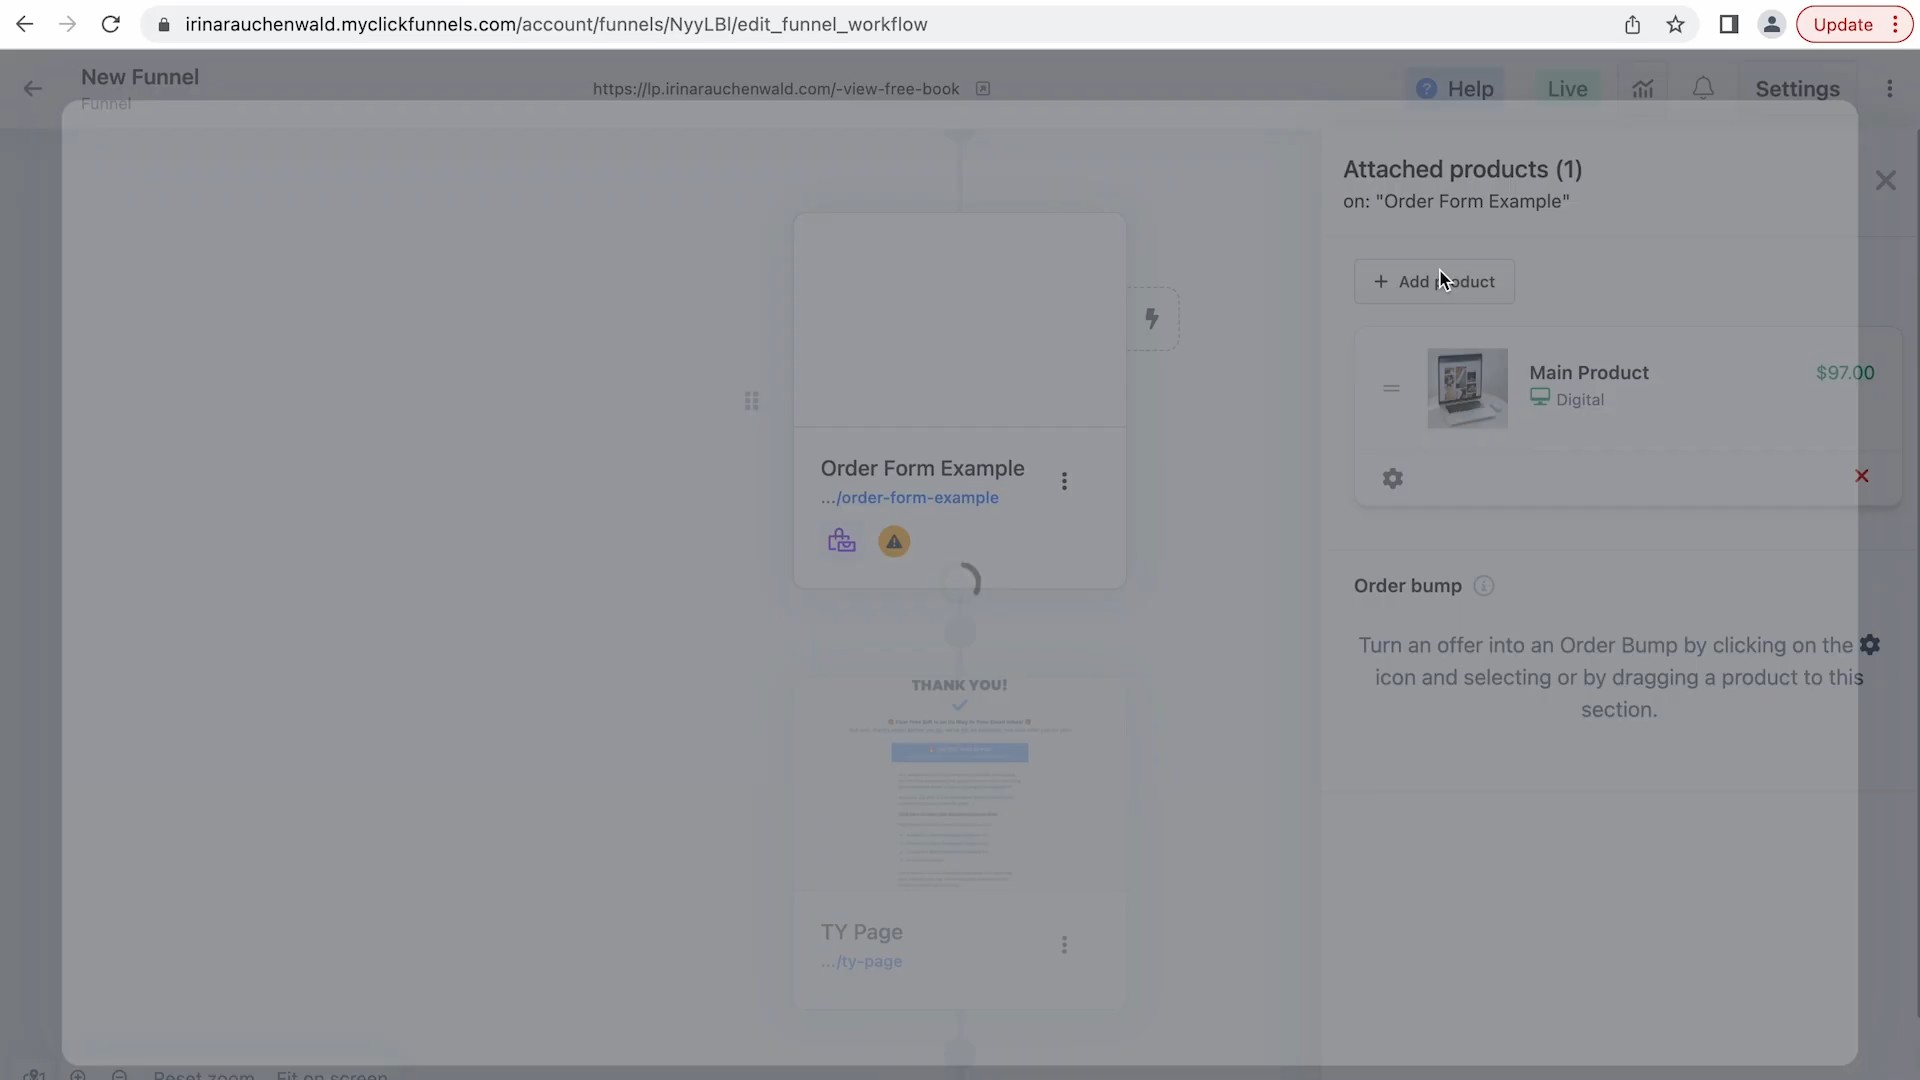 irinarauchenwald.myclickfunnels.com/account/funnels/NyyLBl/edit_funnel_workflow
Update
New Funnel
Funnel
https://lp.irinarauchenwald.com/-view-free-book
? Help
Live
Settings
Attached products (1)
on: "Order Form Example"
+ Add product
Main Product
$97.00
Digital
Order Form Example
.../order-form-example
Order bump
Turn an offer into an Order Bump by clicking on the
icon and selecting or by dragging a product to this
section.
THANK YOU!
TY Page
.../ty-page
Reset zoom
Fit on screen